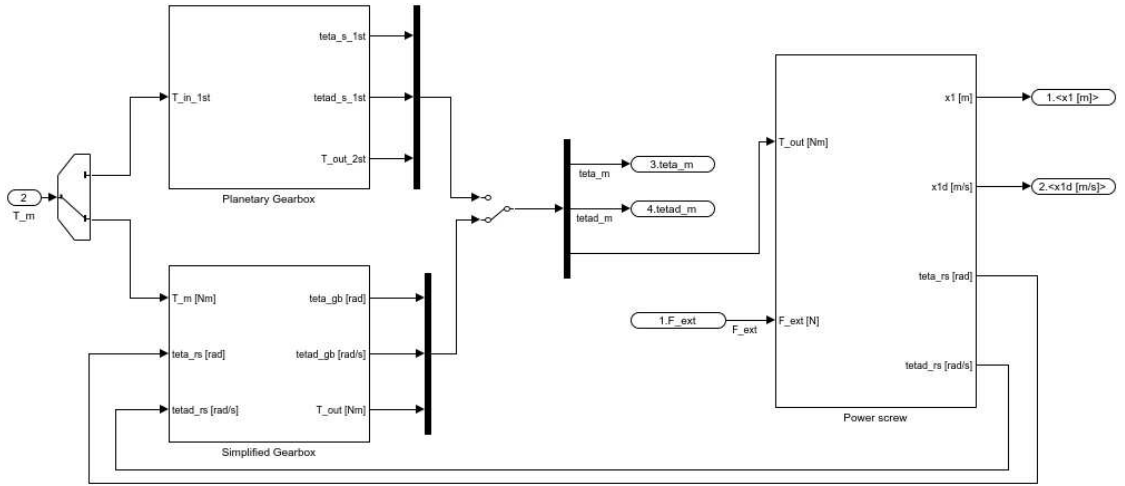 teta_s_1st
T_in_1st
tetad_s_1st
T_out_2st
Planetary Gearbox
2
T_m
T_m [Nm]
teta_gb [rad]
teta_rs [rad]
tetad_gb [rad/s]
tetad_rs [rad/s]
T_out [Nm]
Simplified Gearbox
teta_m
3.teta_m
tetad_m
4.tetad_m
1.F_ext
F_ext
x1 [m]
1.<x1 [m]>
T_out [Nm]
x1d [m/s]
2.<x1d [m/s]>
teta_rs [rad]
F_ext [N]
tetad_rs [rad/s]
Power screw